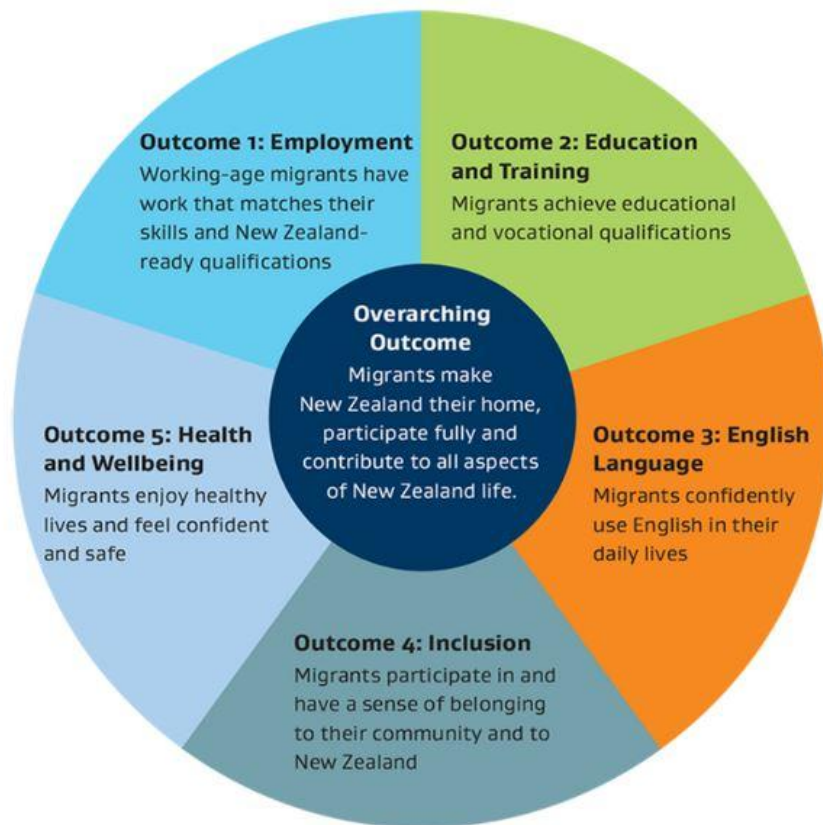 Outcome 1: Employment
Working-age migrants have
work that matches their
skills and New Zealand-
ready qualifications
Outcome 2: Education
and Training
Migrants achieve educational
and vocational qualifications
Overarching
Outcome
Migrants make
New Zealand their home,
participate fully and
contribute to all aspects
of New Zealand life.
Outcome 5: Health
and Wellbeing
Migrants enjoy healthy
lives and feel confident
and safe
Outcome 3: English
Language
Migrants confidently
use English in their
daily lives
Outcome 4: Inclusion
Migrants participate in and
have a sense of belonging
to their community and to
New Zealand